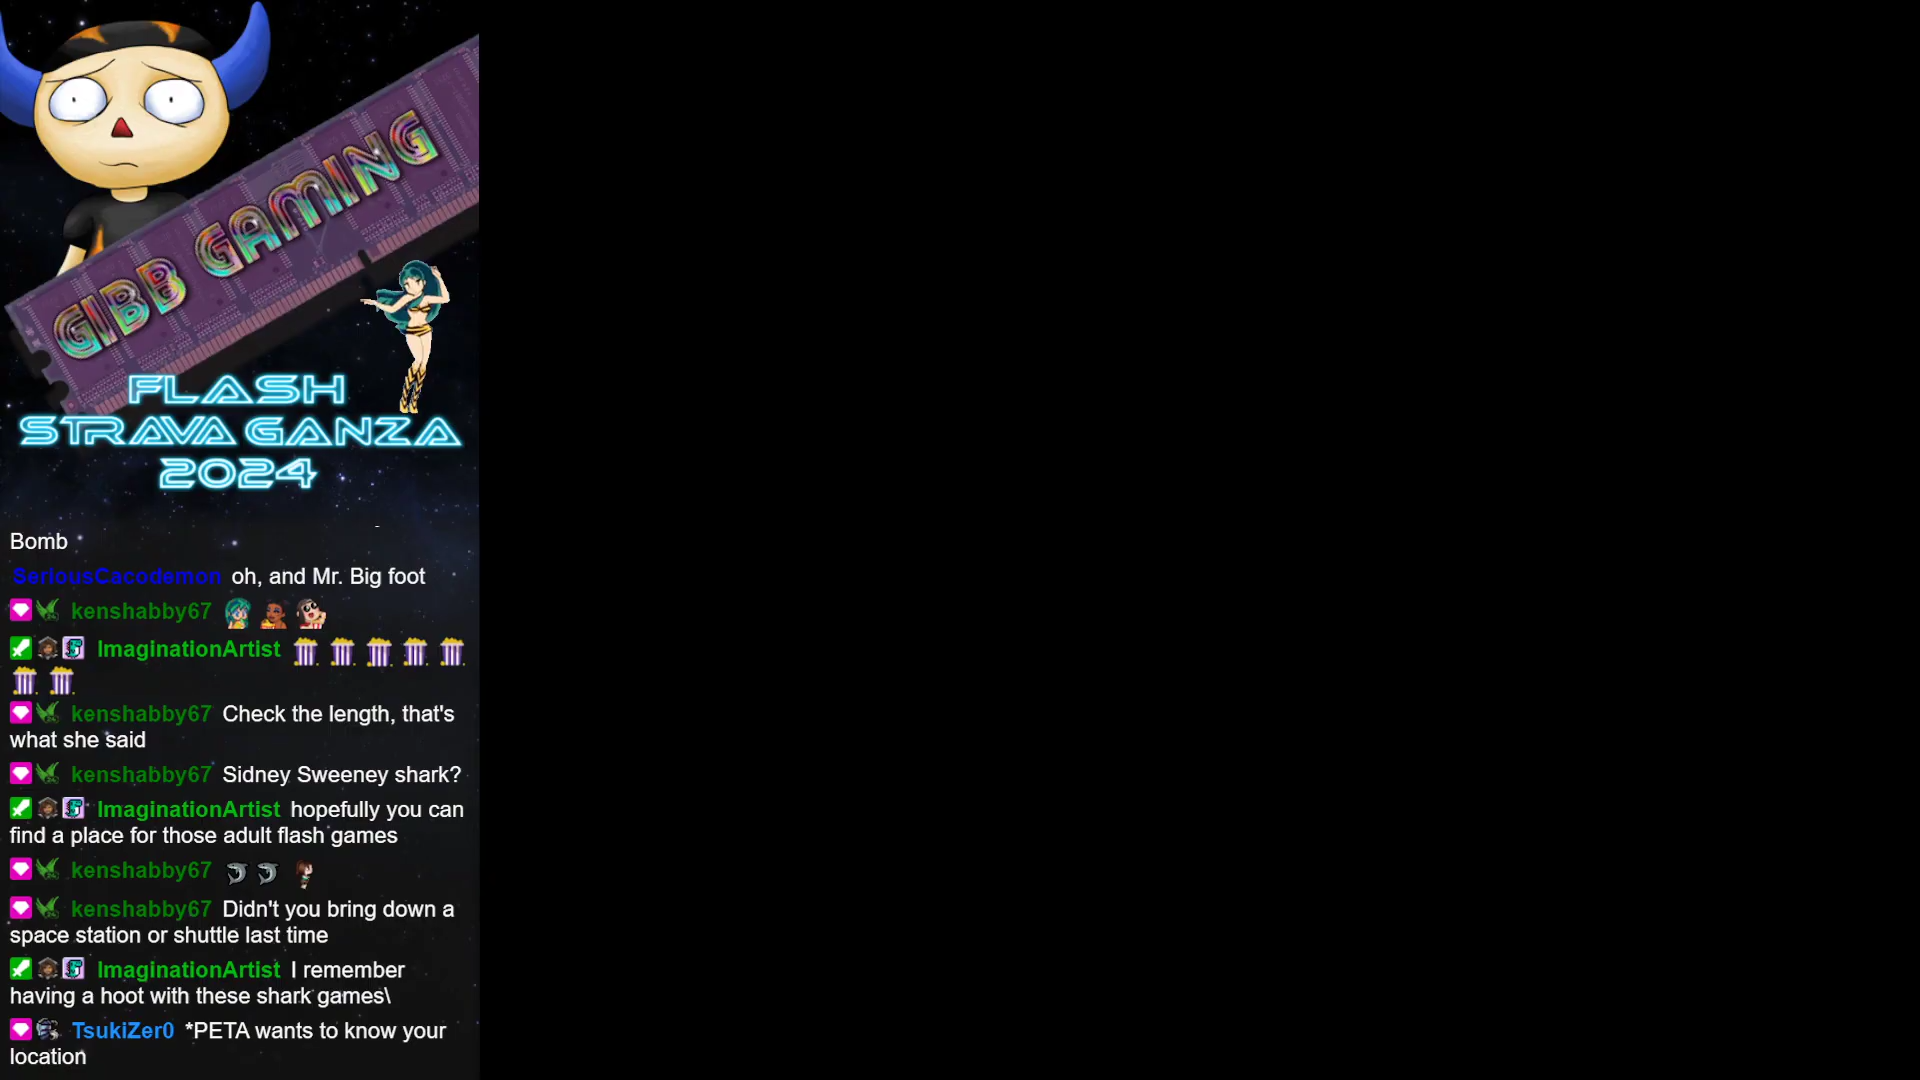 GIBB GAMING
FLASH
STRAVAGANZA
2024
Bomb
SeriousCacodemon oh, and Mr. Big foot
kenshabby67
ImaginationArtist
kenshabby67 Check the length, that's
what she said
kenshabby67 Sidney Sweeney shark?
ImaginationArtist hopefully you can
find a place for those adult flash games
kenshabby67
kenshabby67 Didn't you bring down a
space station or shuttle last time
ImaginationArtist I remember
having a hoot with these shark games\
TsukiZer0 *PETA wants to know your
location